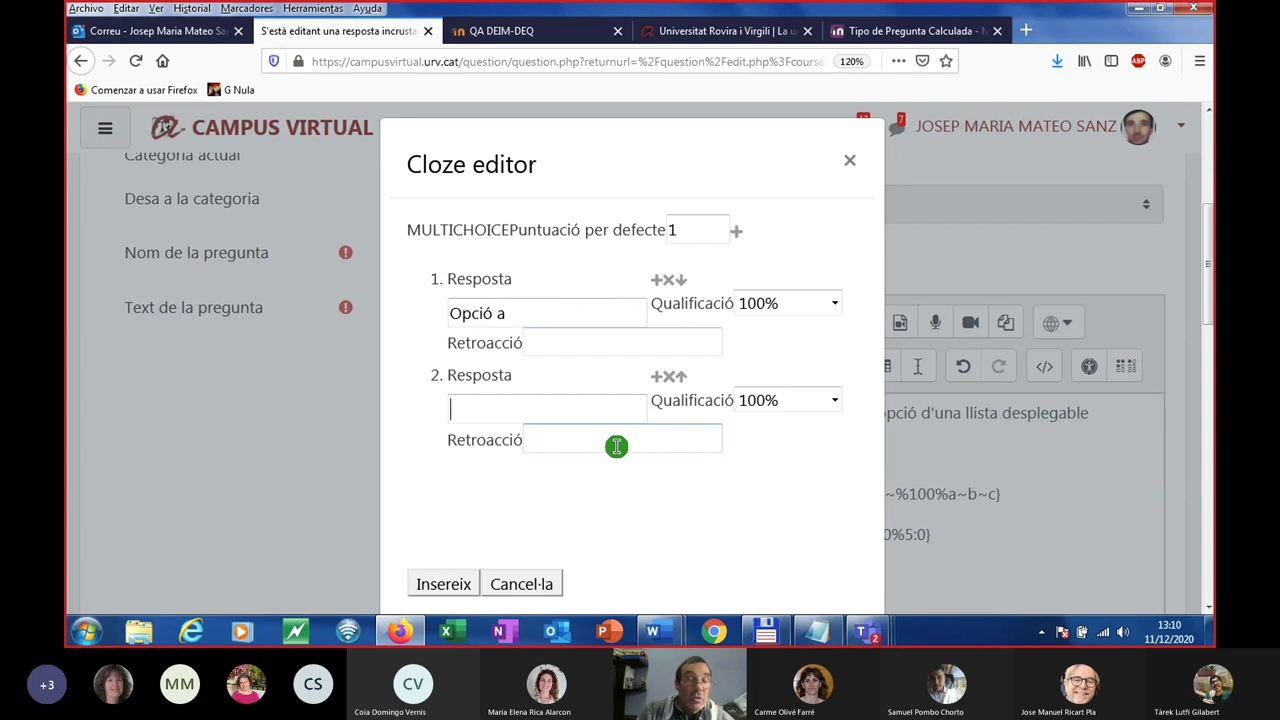 Archivo Editar Ver Historial Marcadores Herramientas Ayuda
Correu - Josep Maria Mateo Sa
S'està editant una resposta incrusta
QA DEIM-DEQ
Universitat Rovira i Virgili | La u
Tipo de Pregunta Calculada -
https://campusvirtual.urv.cat/question/question.php?returnurl=%2Fquestion%2Fedit.php%3Fcourse
120%
ABP
Comenzar a usar Firefox G Nula
CAMPUS VIRTUAL
7
JOSEP MARIA MATEO SANZ
Categoria actual
Desa a la categoria
Nom de la pregunta
Text de la pregunta
Cloze editor
MULTICHOICEPuntuació per defecte 1
1. Resposta
Opció a
Qualificació 100%
Retroacció
2. Resposta
Qualificació 100%
Retroacció
Insereix Cancel·la
opció d'una llista desplegable
~%100%a~b~c}
0%5:0}
13:10
11/12/2020
+3
MM
CS
CV
Coia Domingo Vernis
Maria Elena Rica Alarcon
Carme Olivé Farré
Samuel Pombo Chorto
Jose Manuel Ricart Pla
Tárek Lutfi Gilabert